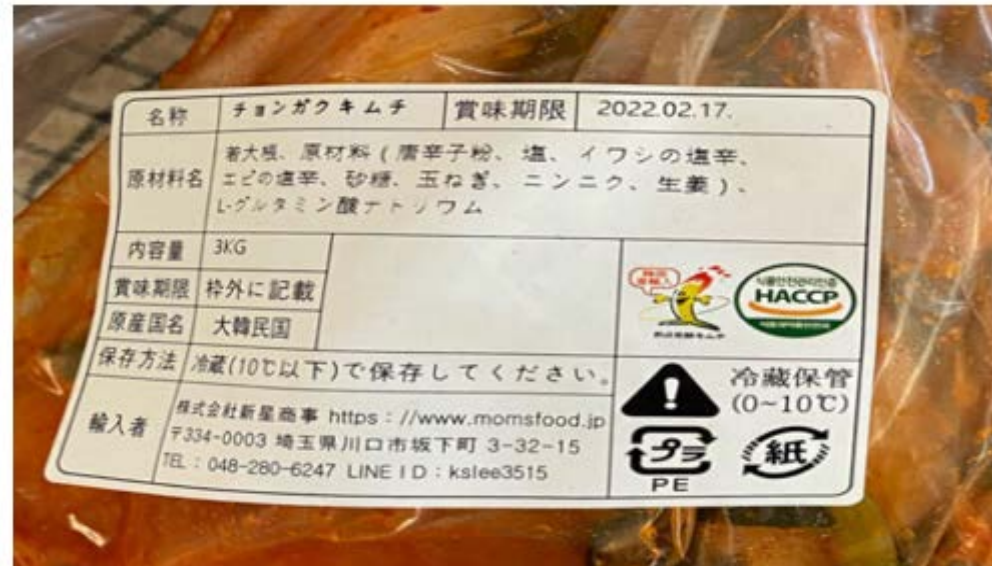 名称 チョンガクキムチ 賞味期限 2022.02.17.
原材料名 若大根、原材料(唐辛子粉、塩、イワシの塩辛、
エビの塩辛、砂糖、玉ねぎ、ニンニク、生姜)、
L-グルタミン酸ナトリウム
内容量 3KG
賞味期限 枠外に記載
原産国名 大韓民国
保存方法 冷蔵(10℃以下)で保存してください。
輸入者 株式会社新星商事 https://www.momsfood.jp
〒334-0003 埼玉県川口市坂下町 3-32-15
TEL:048-280-6247 LINE ID:kslee3515
HACCP
冷蔵保管
(0~10℃)
プラ
PE
紙